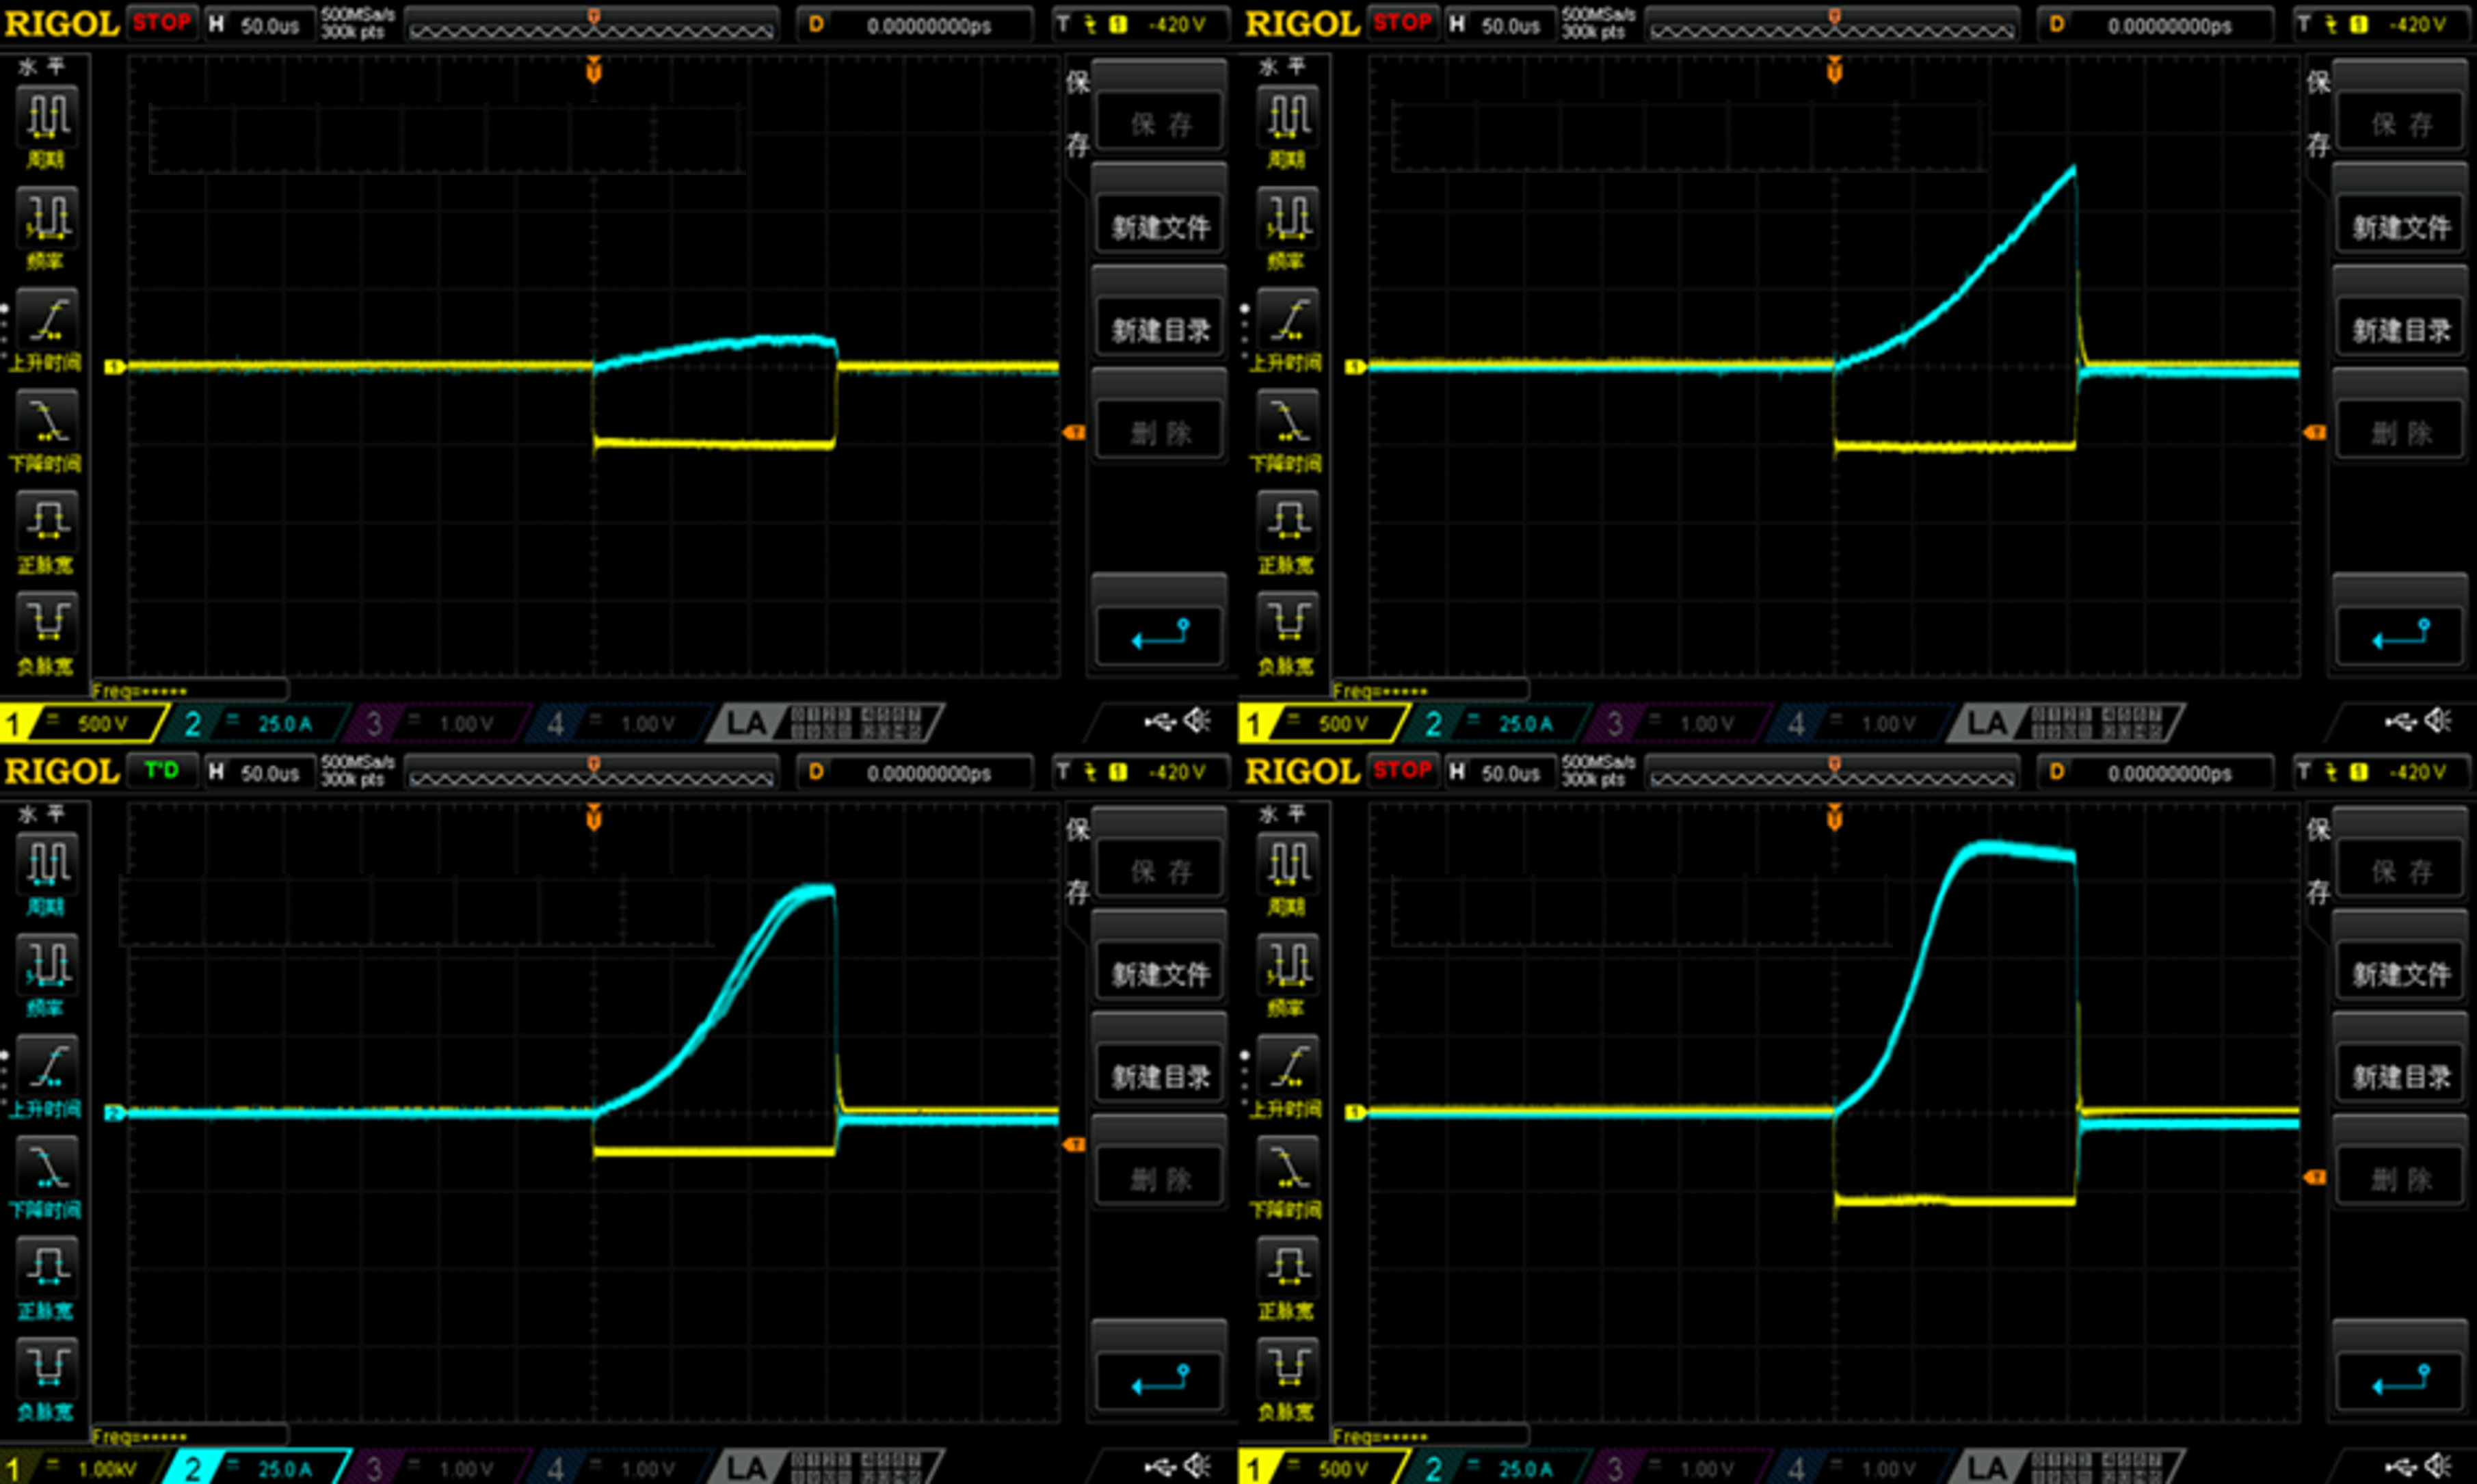 RIGOL STOP H 50.0us 500MSa/s 300k pts D 0.00000000ps T 1 -420 V
水平
周期
频率
上升时间
下降时间
正脉宽
负脉宽
1
保存
保存
新建文件
新建目录
删除
Freq=*****
1 = 500 V 2 = 25.0 A 3 = 1.00 V 4 = 1.00 V LA
RIGOL STOP H 50.0us 500MSa/s 300k pts D 0.00000000ps T 1 -420 V
水平
周期
频率
上升时间
下降时间
正脉宽
负脉宽
1
保存
保存
新建文件
新建目录
删除
Freq=*****
1 = 500 V 2 = 25.0 A 3 = 1.00 V 4 = 1.00 V LA
RIGOL T'D H 50.0us 500MSa/s 300k pts D 0.00000000ps T 1 -420 V
水平
周期
频率
上升时间
下降时间
正脉宽
负脉宽
2
保存
保存
新建文件
新建目录
删除
Freq=*****
1 = 1.00kV 2 = 25.0 A 3 = 1.00 V 4 = 1.00 V LA
RIGOL STOP H 50.0us 500MSa/s 300k pts D 0.00000000ps T 1 -420 V
水平
周期
频率
上升时间
下降时间
正脉宽
负脉宽
1
保存
保存
新建文件
新建目录
删除
Freq=*****
1 = 500 V 2 = 25.0 A 3 = 1.00 V 4 = 1.00 V LA